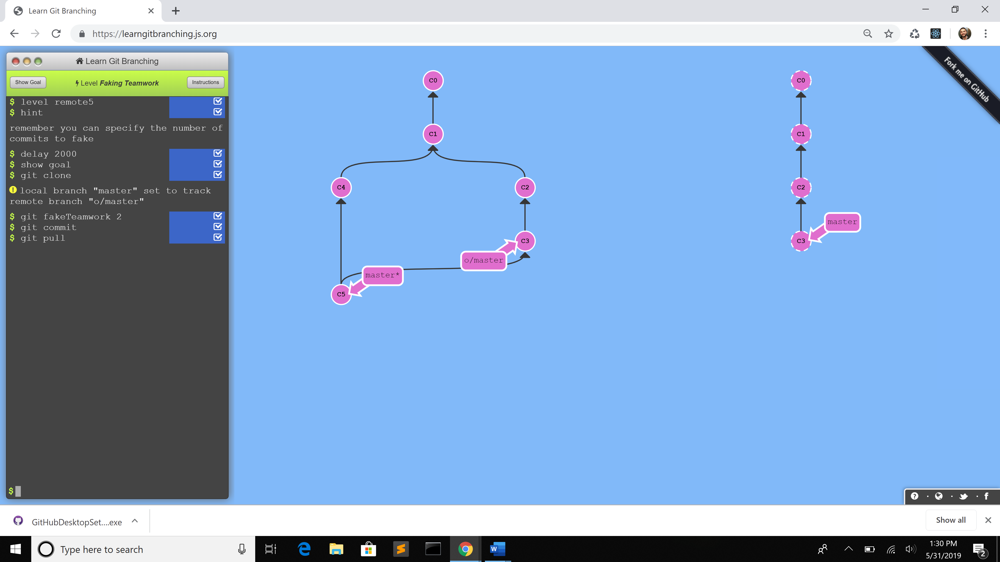 Learn Git Branching
https://learngitbranching.js.org
Learn Git Branching
Show Goal
Level Faking Teamwork
Instructions
$ level remote5
$ hint
remember you can specify the number of
commits to fake
$ delay 2000
$ show goal
$ git clone
local branch "master" set to track
remote branch "o/master"
$ git fakeTeamwork 2
$ git commit
$ git pull
$
C0
C1
C4
C2
C3
o/master
master*
C5
C0
C1
C2
master
C3
Fork me on GitHub
GitHubDesktopSet....exe
Show all
Type here to search
1:30 PM
5/31/2019
2